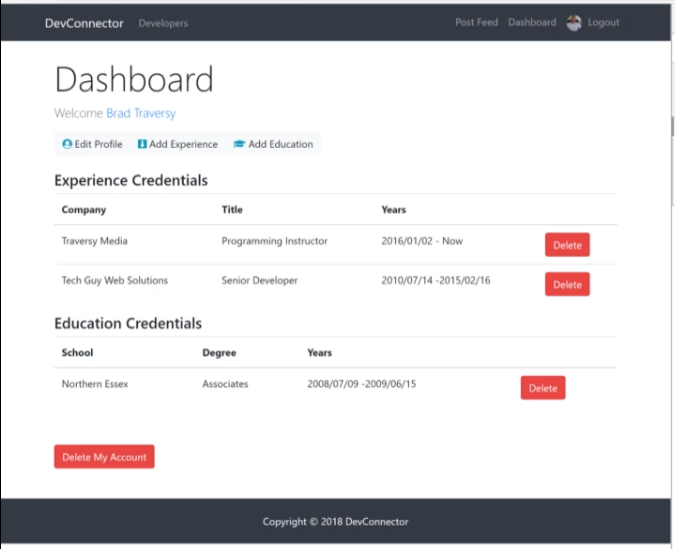 DevConnector Developers Post Feed Dashboard Logout
Dashboard
Welcome Brad Traversy
Edit Profile Add Experience Add Education
Experience Credentials
Company Title Years
Traversy Media Programming Instructor 2016/01/02 - Now Delete
Tech Guy Web Solutions Senior Developer 2010/07/14 -2015/02/16 Delete
Education Credentials
School Degree Years
Northern Essex Associates 2008/07/09 -2009/06/15 Delete
Delete My Account
Copyright © 2018 DevConnector